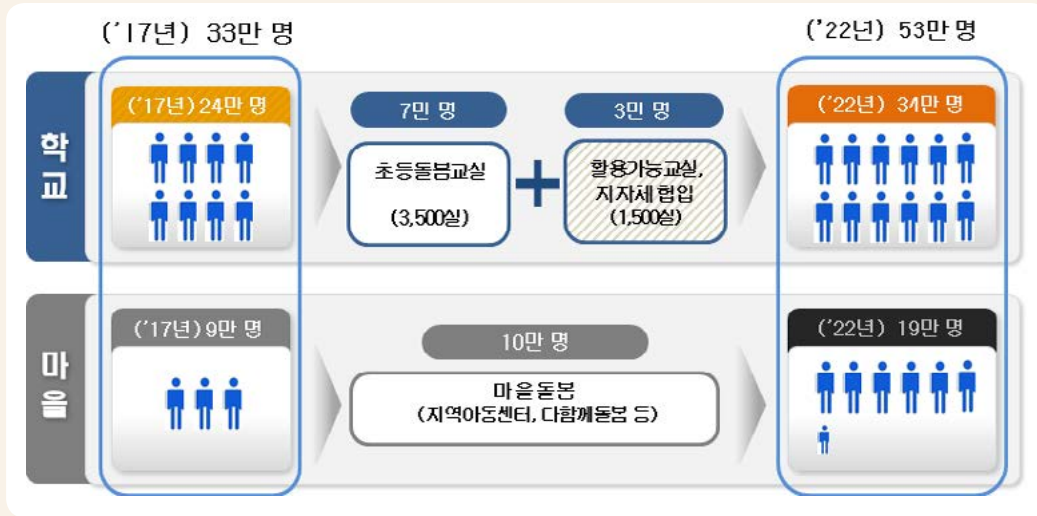 ('17년) 33만 명
('22년) 53만 명
학교
('17년) 24만 명
7만 명
3만 명
('22년) 34만 명
초등돌봄교실
(3,500실)
+
활용가능교실,
지자체 협업
(1,500실)
마을
('17년) 9만 명
10만 명
('22년) 19만 명
마을돌봄
(지역아동센터, 다함께돌봄 등)